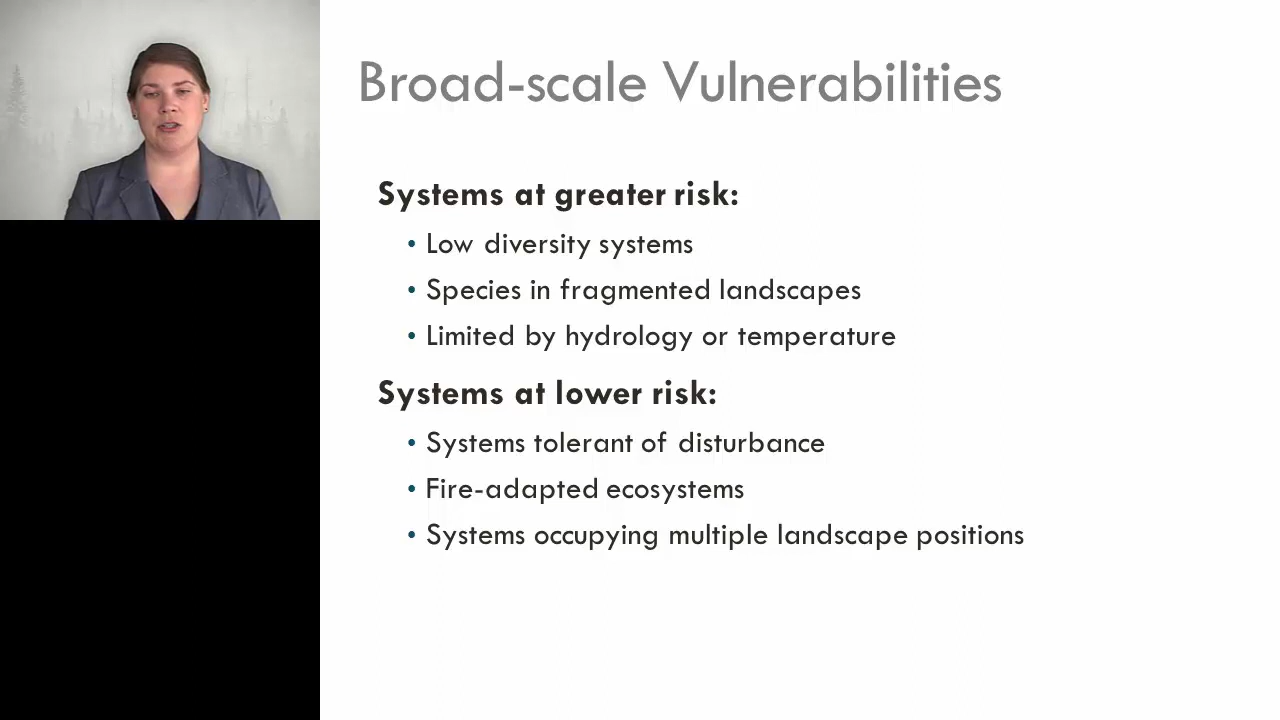 Broad-scale Vulnerabilities
Systems at greater risk:
• Low diversity systems
• Species in fragmented landscapes
• Limited by hydrology or temperature
Systems at lower risk:
• Systems tolerant of disturbance
• Fire-adapted ecosystems
• Systems occupying multiple landscape positions